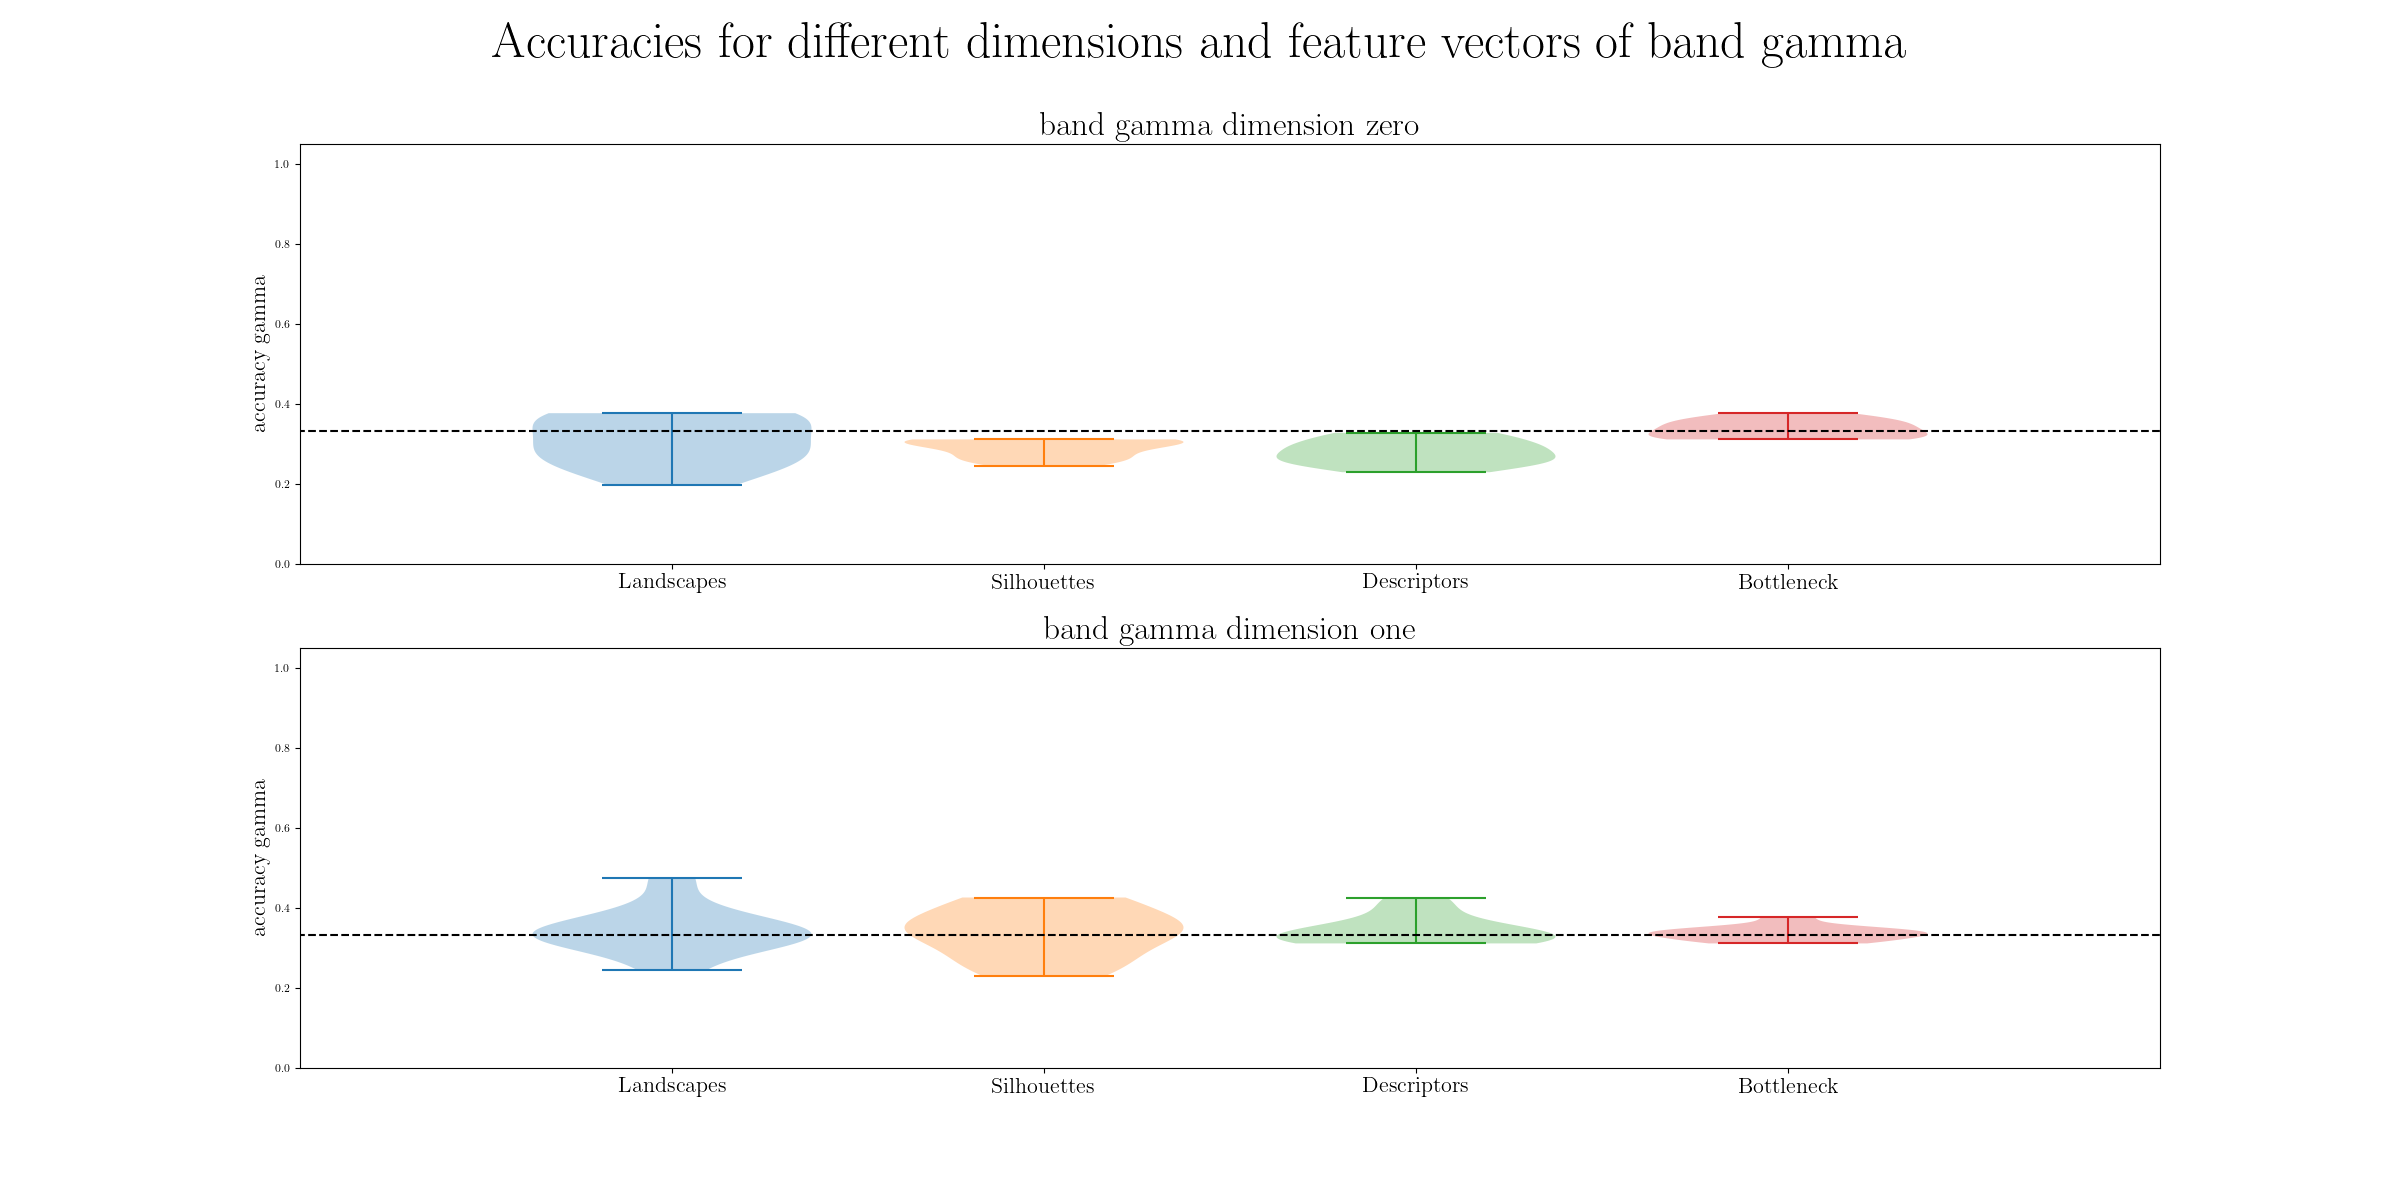 Accuracies for different dimensions and feature vectors of band gamma
band gamma dimension zero
1.0
0.8
0.6
0.4
0.2
0.0
accuracy gamma
Landscapes Silhouettes Descriptors Bottleneck
band gamma dimension one
1.0
0.8
0.6
0.4
0.2
0.0
accuracy gamma
Landscapes Silhouettes Descriptors Bottleneck